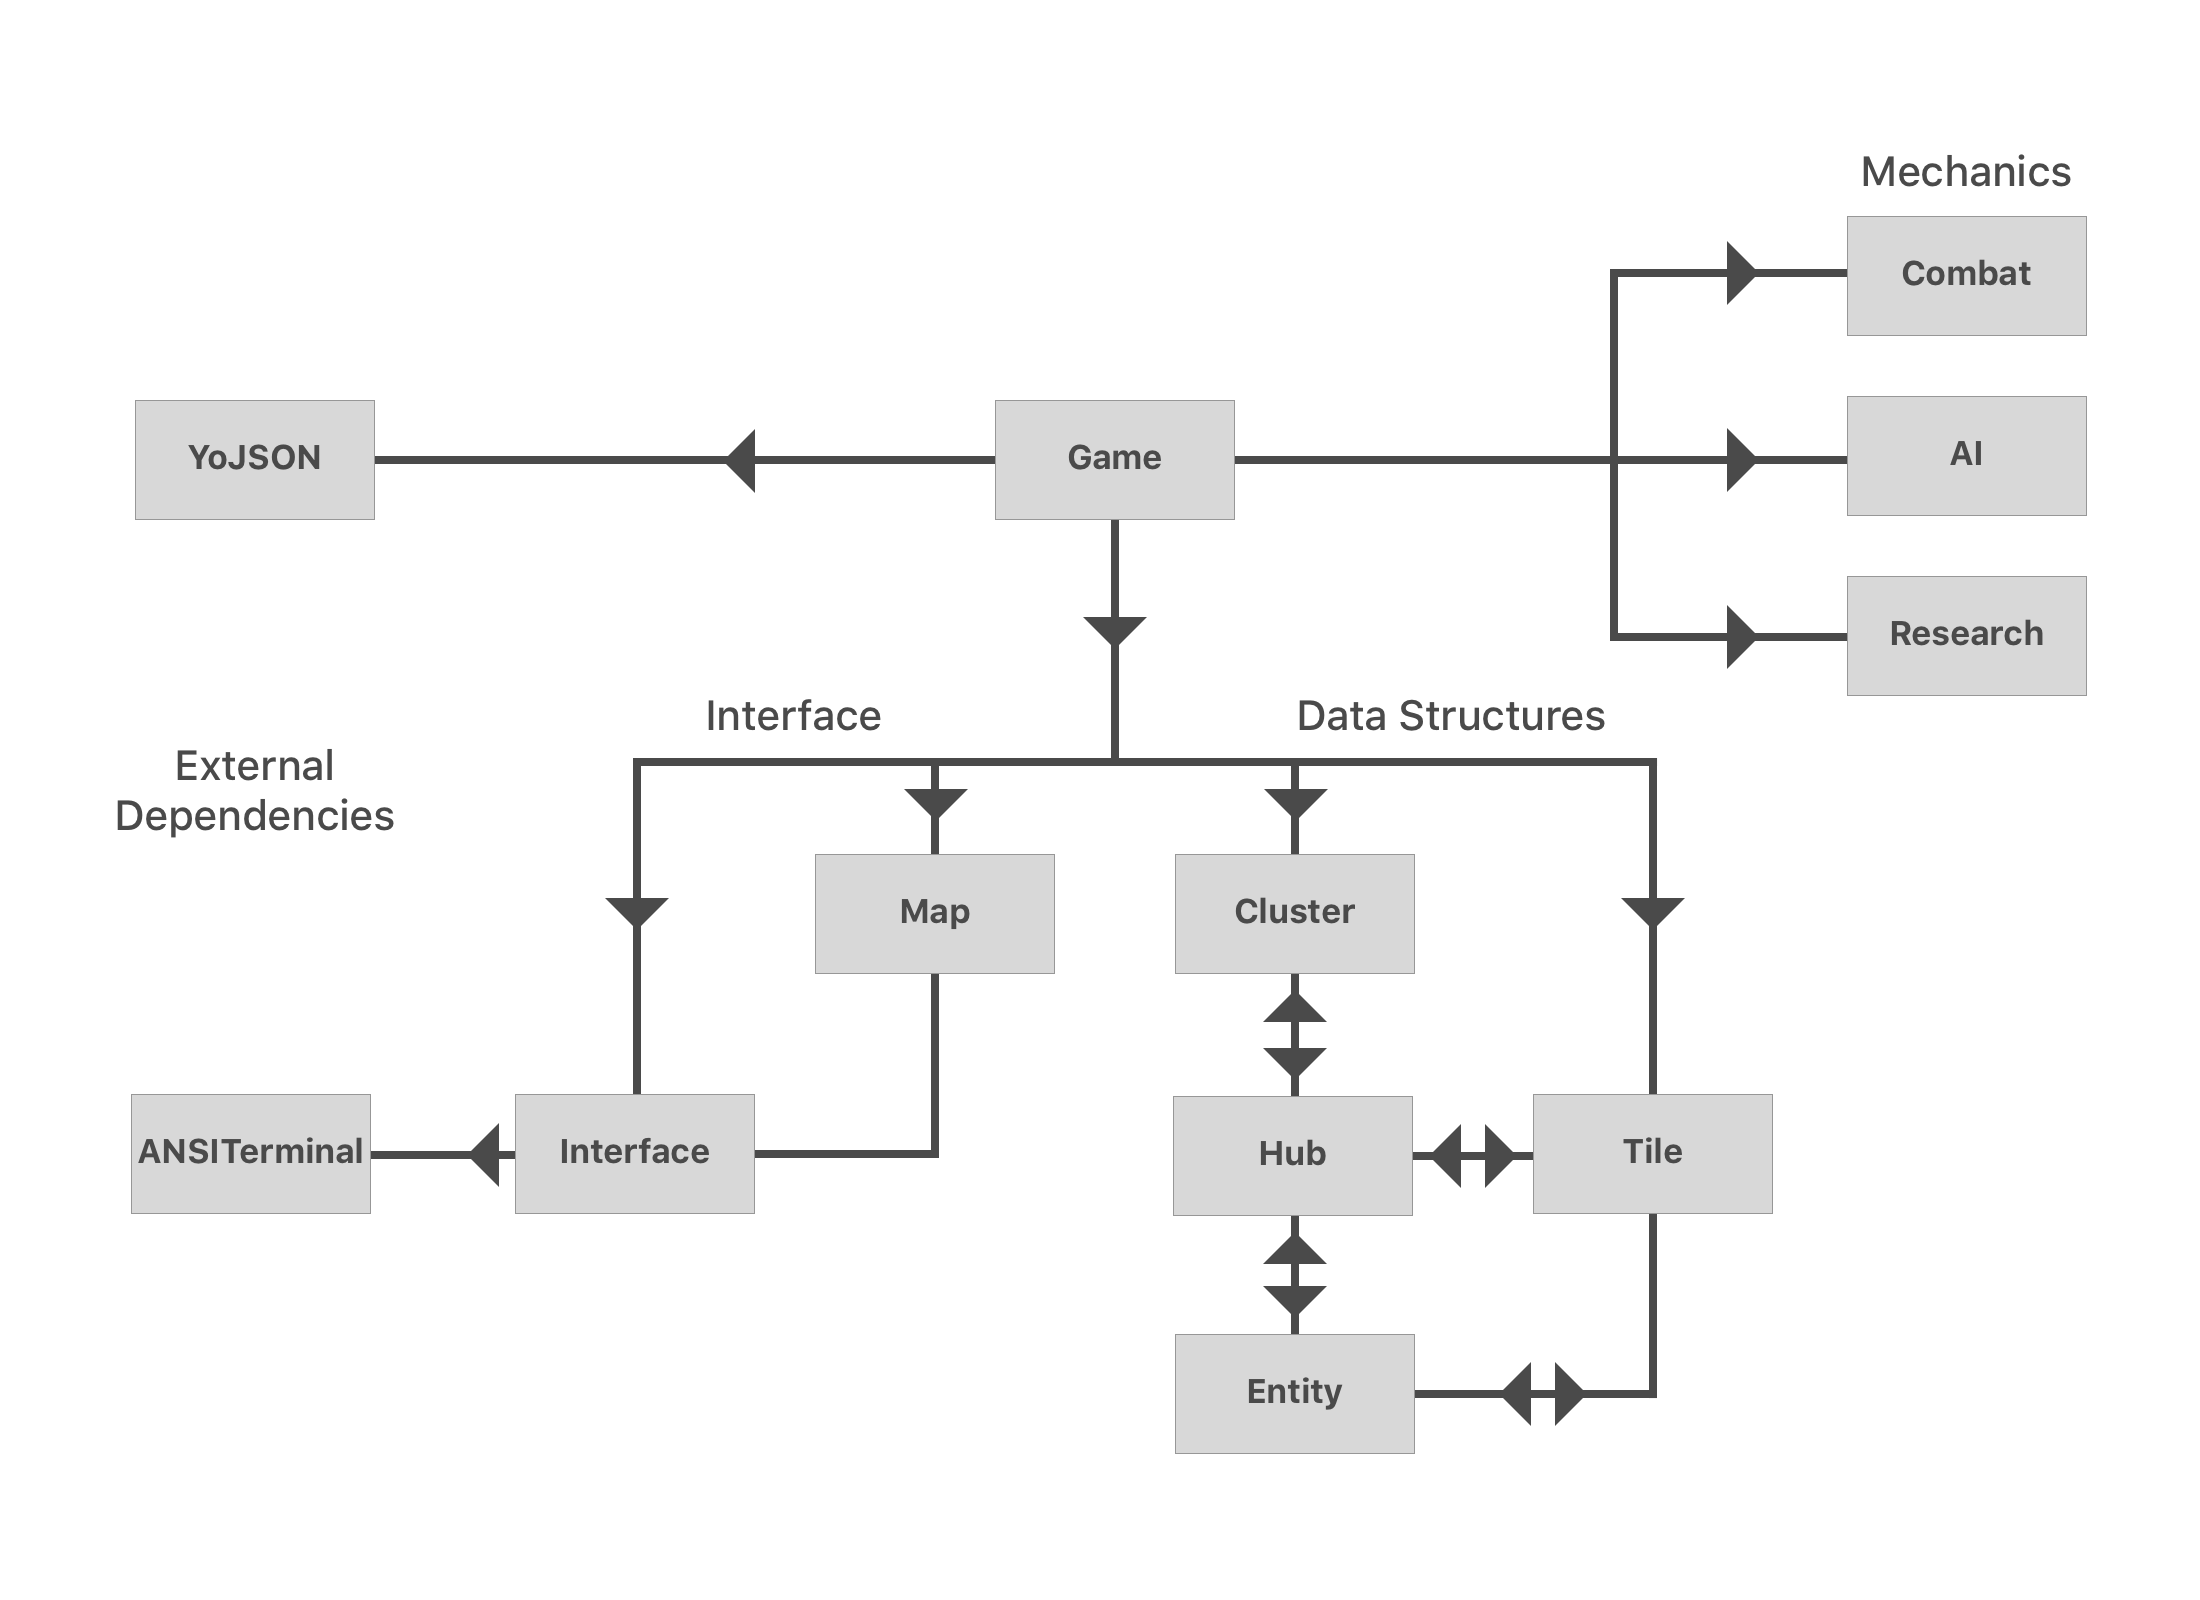 Mechanics
Combat
YoJSON
Game
AI
Research
Interface
Data Structures
External
Dependencies
Map
Cluster
ANSITerminal
Interface
Hub
Tile
Entity